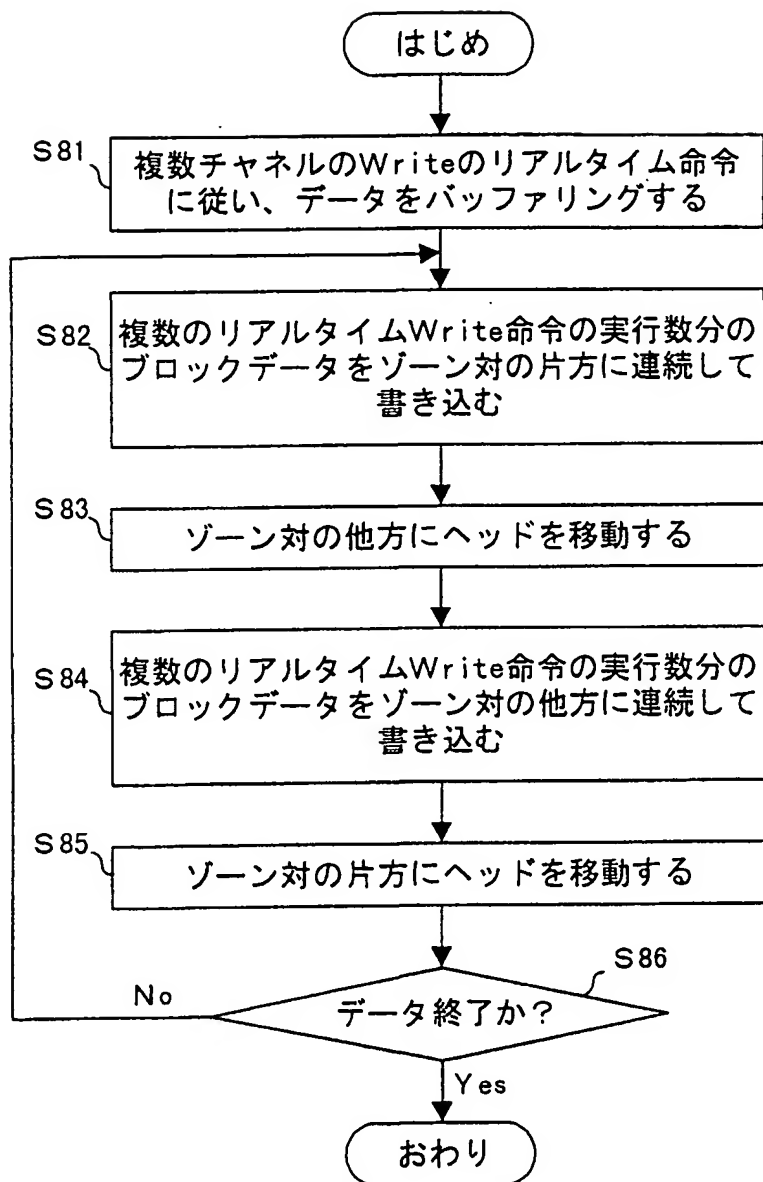 はじめ
S81
複数チャネルのWriteのリアルタイム命令
に従い、データをバッファリングする
S82
複数のリアルタイムWrite命令の実行数分の
ブロックデータをゾーン対の片方に連続して
書き込む
S83
ゾーン対の他方にヘッドを移動する
S84
複数のリアルタイムWrite命令の実行数分の
ブロックデータをゾーン対の他方に連続して
書き込む
S85
ゾーン対の片方にヘッドを移動する
S86
No
データ終了か?
Yes
おわり